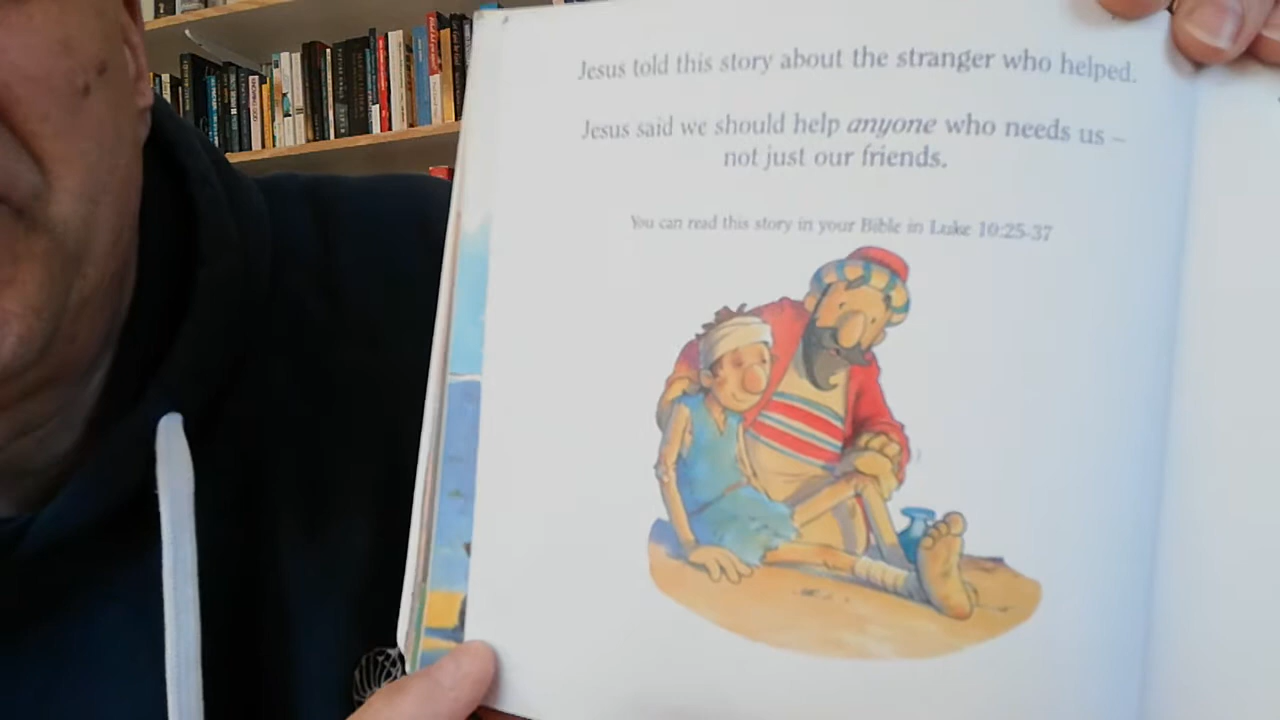 Jesus told this story about the stranger who helped.
Jesus said we should help anyone who needs us –
not just our friends.
You can read this story in your Bible in Luke 10:25-37